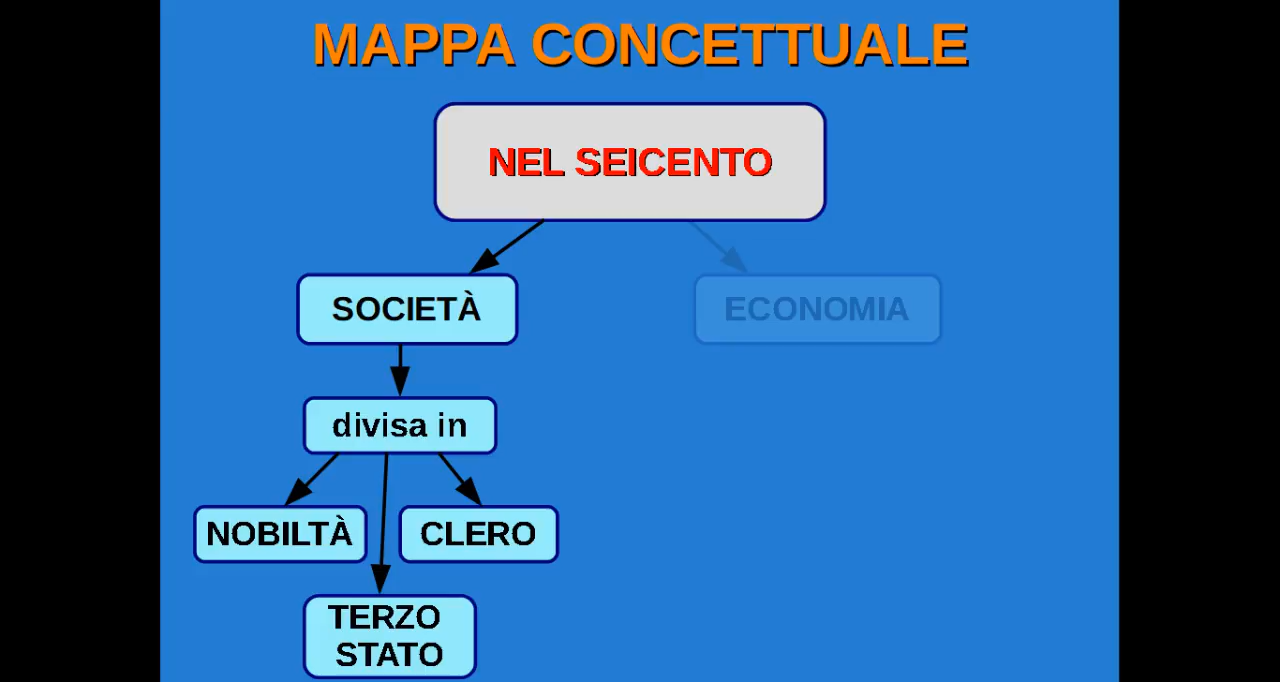 MAPPA CONCETTUALE
NEL SEICENTO
SOCIETÀ
ECONOMIA
divisa in
NOBILTÀ
CLERO
TERZO
STATO